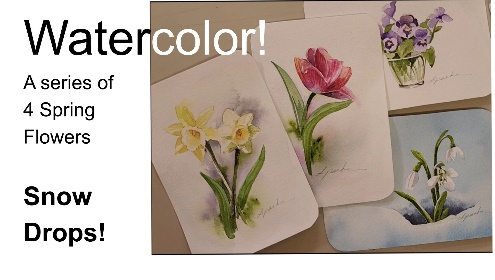 Watercolor!
A series of
4 Spring
Flowers
Snow
Drops!